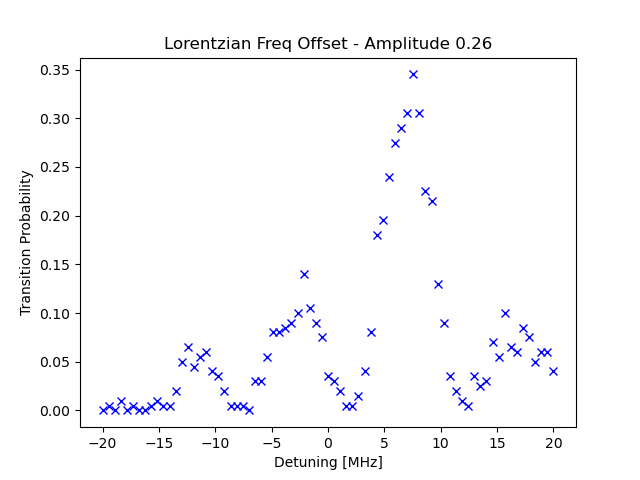 Lorentzian Freq Offset - Amplitude 0.26
0.35
0.30
0.25
0.20
0.15
0.10
0.05
0.00
Transition Probability
−20 −15 −10 −5 0 5 10 15 20
Detuning [MHz]